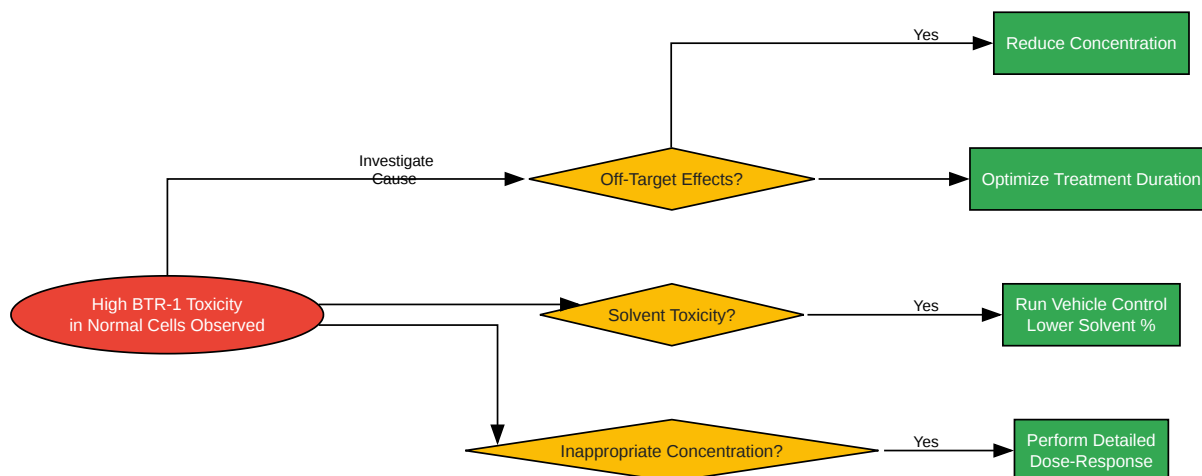 Yes
Reduce Concentration
Investigate
Cause
Off-Target Effects?
Optimize Treatment Duration
High BTR-1 Toxicity
in Normal Cells Observed
Solvent Toxicity?
Yes
Run Vehicle Control
Lower Solvent %
Inappropriate Concentration?
Yes
Perform Detailed
Dose-Response